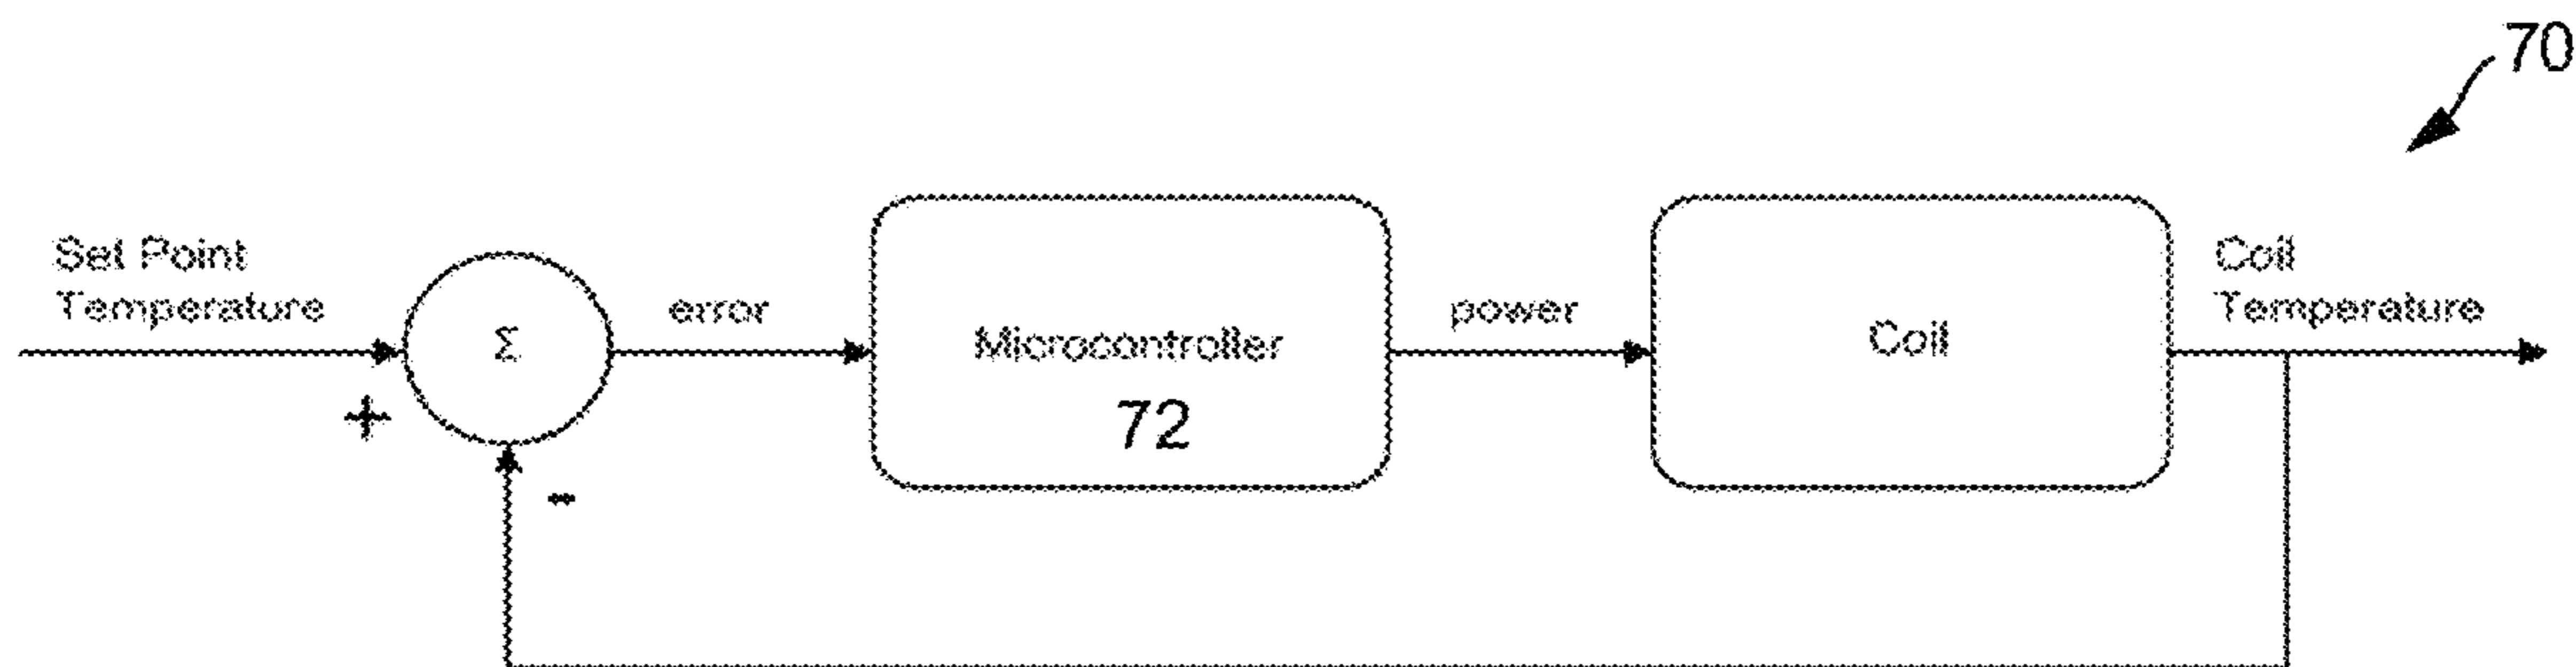 70
Set Point
Temperature
+
Σ
-
error
Microcontroller
72
power
Coil
Coil
Temperature